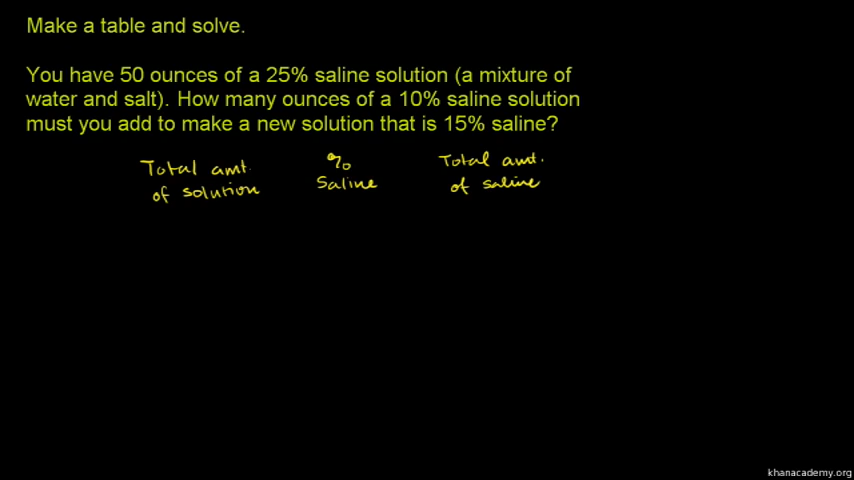 Make a table and solve.
You have 50 ounces of a 25% saline solution (a mixture of
water and salt). How many ounces of a 10% saline solution
must you add to make a new solution that is 15% saline?
Total amt. % Total amt.
of solution Saline of saline
khanacademy.org